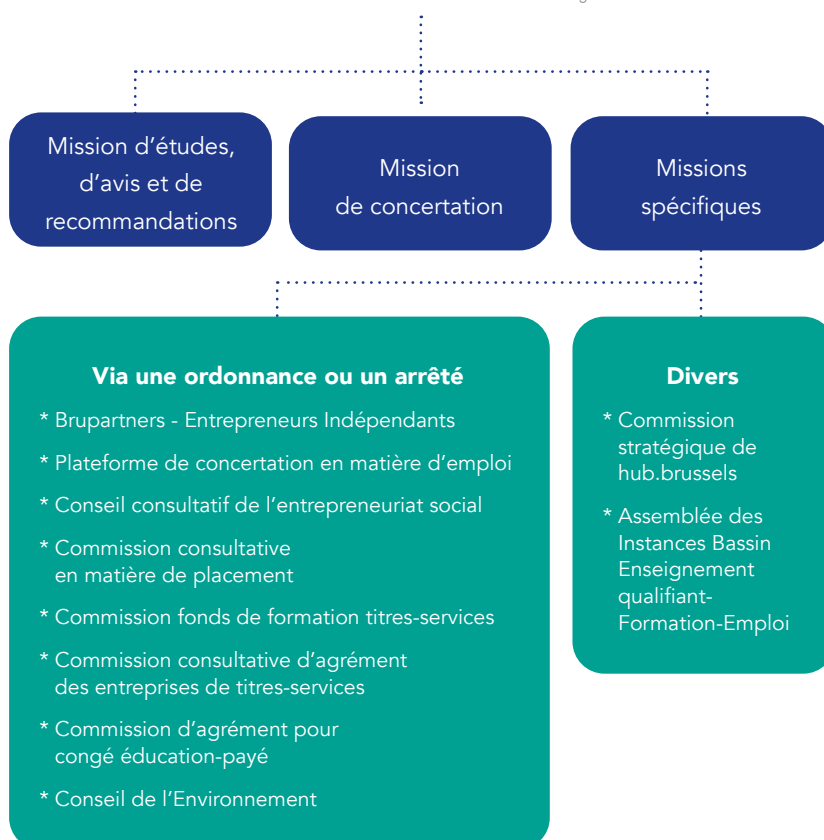 Mission d'études,
d'avis et de
recommandations
Mission
de concertation
Missions
spécifiques
Via une ordonnance ou un arrêté
* Brupartners - Entrepreneurs Indépendants
* Plateforme de concertation en matière d'emploi
* Conseil consultatif de l'entrepreneuriat social
* Commission consultative
en matière de placement
* Commission fonds de formation titres-services
* Commission consultative d'agrément
des entreprises de titres-services
* Commission d'agrément pour
congé éducation-payé
* Conseil de l'Environnement
Divers
* Commission
stratégique de
hub.brussels
* Assemblée des
Instances Bassin
Enseignement
qualifiant-
Formation-Emploi